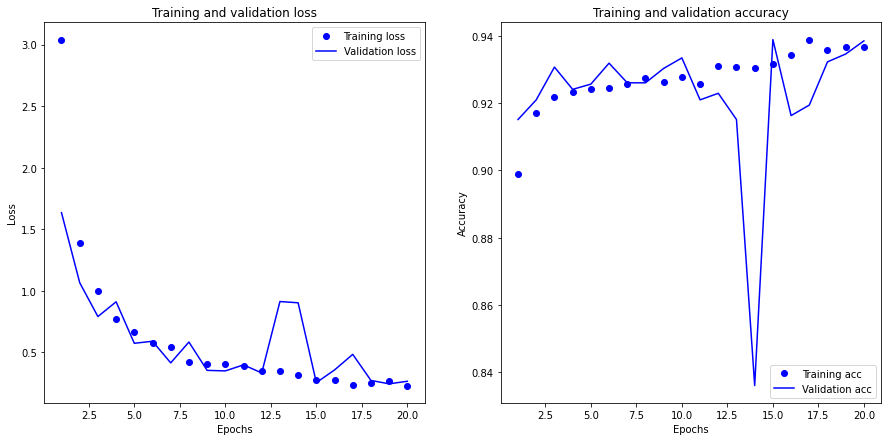 Training and validation loss
Training loss
Validation loss
3.0
2.5
2.0
1.5
1.0
0.5
Loss
2.5
5.0
7.5
10.0
12.5
15.0
17.5
20.0
Epochs
Training and validation accuracy
0.94
0.92
0.90
0.88
0.86
0.84
Accuracy
Training acc
Validation acc
2.5
5.0
7.5
10.0
12.5
15.0
17.5
20.0
Epochs